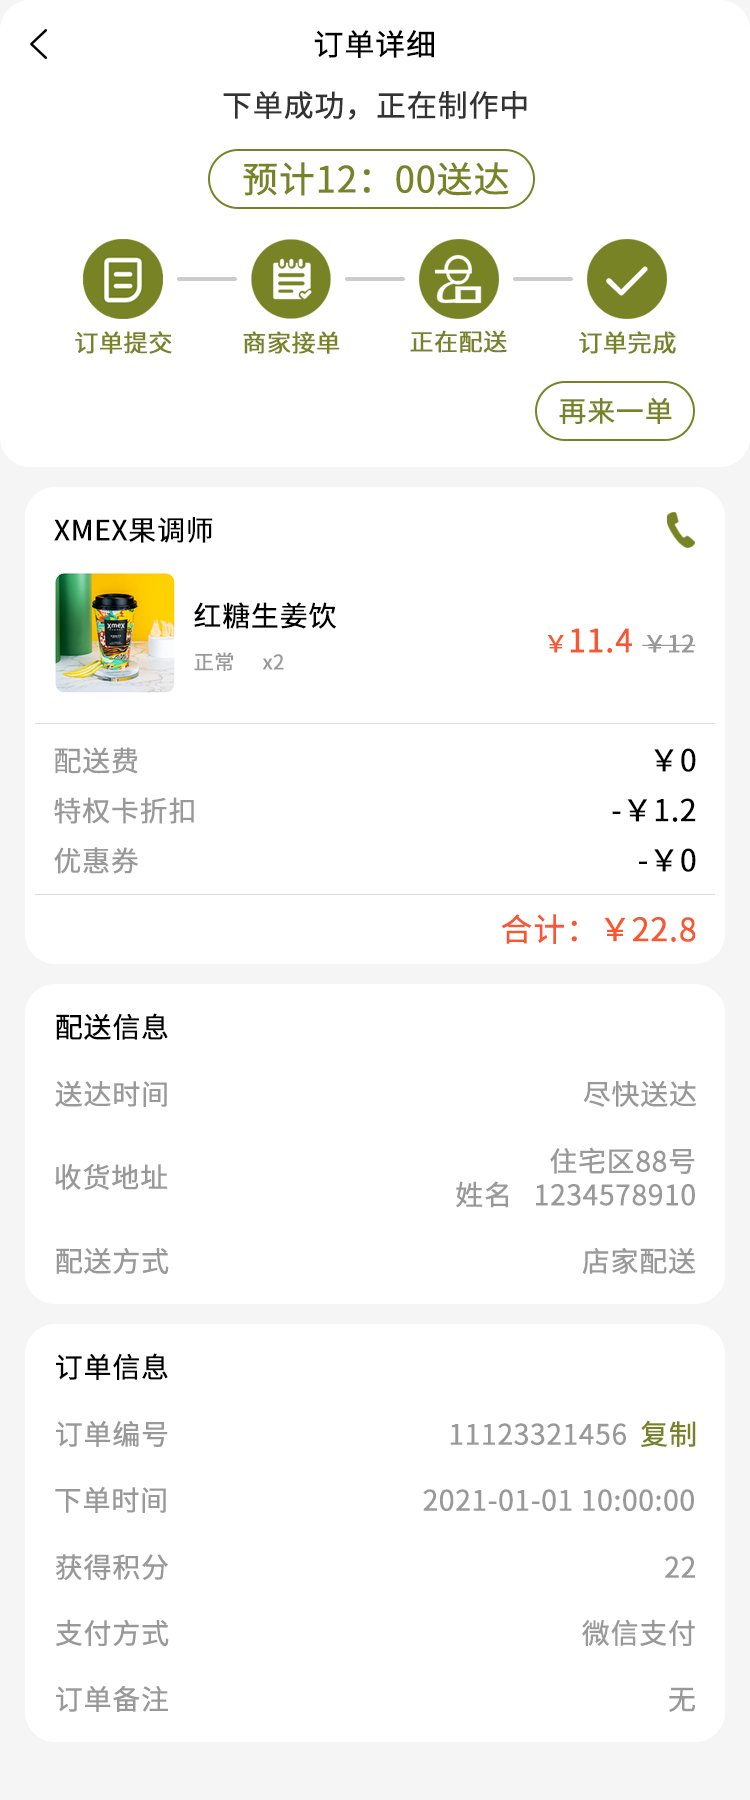 订单详细
下单成功，正在制作中
预计12：00送达
订单提交 商家接单 正在配送 订单完成
再来一单
XMEX果调师
xmex
红糖生姜饮
正常 x2
￥11.4 ￥12
配送费 ￥0
特权卡折扣 -￥1.2
优惠券 -￥0
合计：￥22.8
配送信息
送达时间 尽快送达
收货地址 住宅区88号
姓名 1234578910
配送方式 店家配送
订单信息
订单编号 11123321456 复制
下单时间 2021-01-01 10:00:00
获得积分 22
支付方式 微信支付
订单备注 无